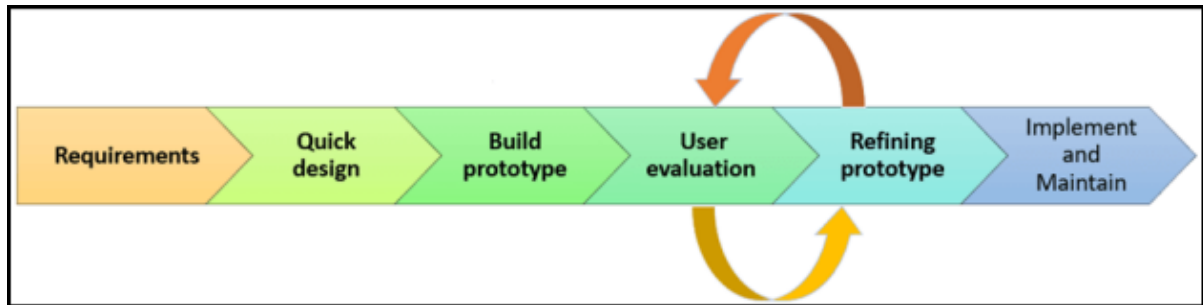 Requirements
Quick
design
Build
prototype
User
evaluation
Refining
prototype
Implement
and
Maintain